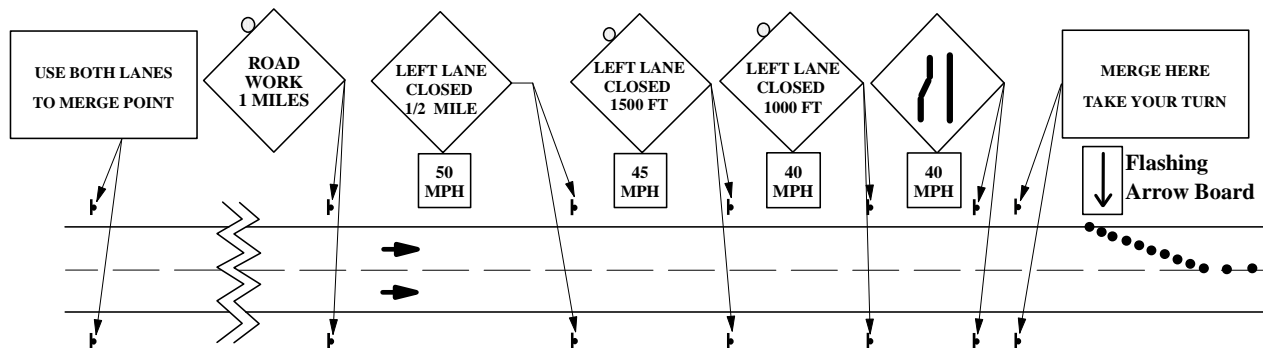 USE BOTH LANES
TO MERGE POINT
ROAD
WORK
1 MILES
LEFT LANE
CLOSED
1/2 MILE
50
MPH
LEFT LANE
CLOSED
1500 FT
45
MPH
LEFT LANE
CLOSED
1000 FT
40
MPH
40
MPH
MERGE HERE
TAKE YOUR TURN
Flashing
Arrow Board